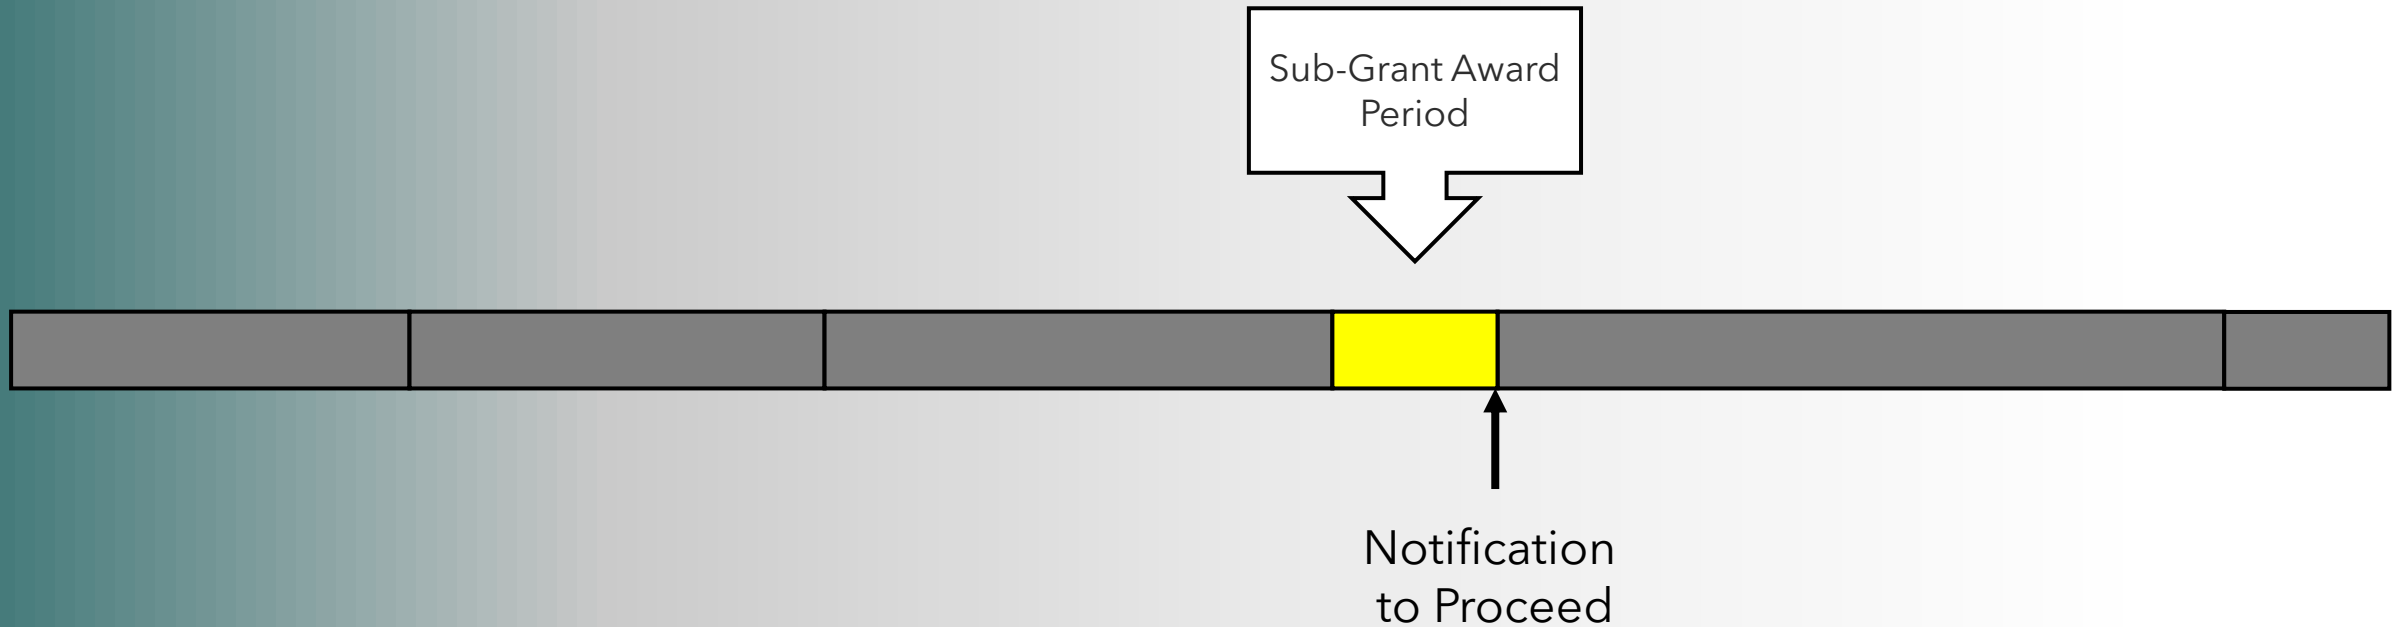 Sub-Grant Award
Period
Notification
to Proceed